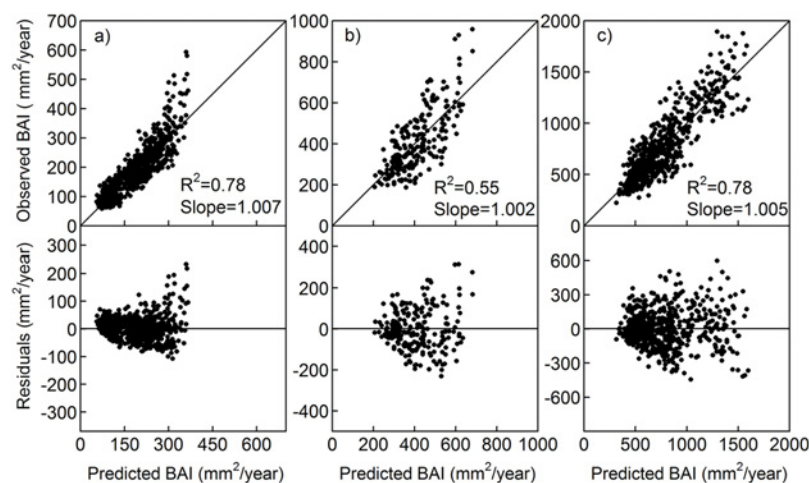 a)
b)
c)
Observed BAI ( mm²/year)
700
600
500
400
300
200
100
0
R²=0.78
Slope=1.007
1000
800
600
400
200
0
R²=0.55
Slope=1.002
2000
1500
1000
500
0
R²=0.78
Slope=1.005
Residuals (mm²/year)
300
200
100
0
-100
-200
-300
400
200
0
-200
-400
600
300
0
-300
-600
0 150 300 450 600
0 200 400 600 800 1000
0 500 1000 1500 2000
Predicted BAI (mm²/year)
Predicted BAI (mm²/year)
Predicted BAI (mm²/year)